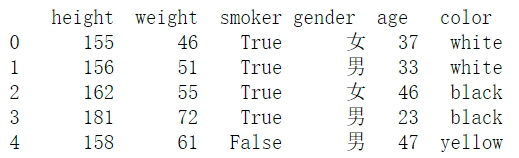 height weight smoker gender age color
0 155 46 True 女 37 white
1 156 51 True 男 33 white
2 162 55 True 女 46 black
3 181 72 True 男 23 black
4 158 61 False 男 47 yellow